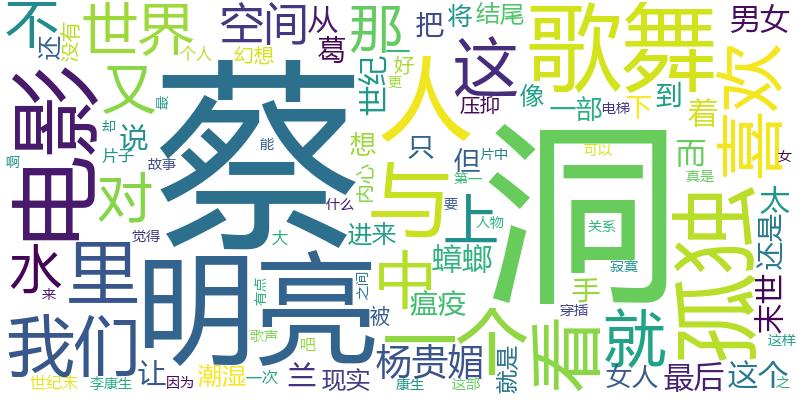 不
世界
空间
从
那
把
将
结尾
歌舞
男女
还
没有
个人
幻想
葛
世纪
好
更
这
像
一部
电梯
下
到
着
喜欢
电影
又
最
蔡
人
压抑
说
却
片子
啊
故事
能
想
只
但
片中
可以
而
女
真是
对
内心
与
第一
洞
孤独
太
什么
要
上
人物
关系
还是
觉得
大
进来
水
里
明亮
中
蟑螂
寂寞
手
末世
来
有点
之间
瘟疫
穿插
我们
被
一个
看
就
这样
歌声
吧
杨贵媚
就是
世纪末
李康生
让
因为
潮湿
一次
兰
现实
康生
这部
女人
最后
这个
之